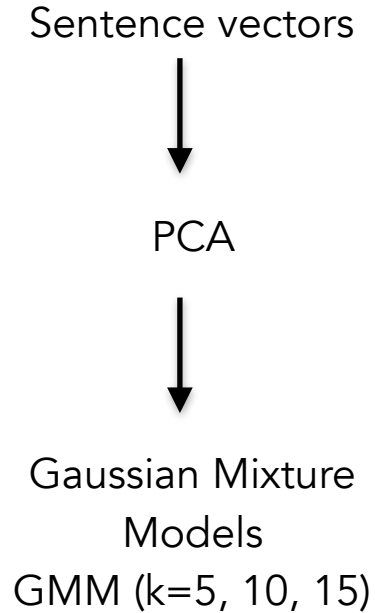 Sentence vectors
PCA
Gaussian Mixture
Models
GMM (k=5, 10, 15)